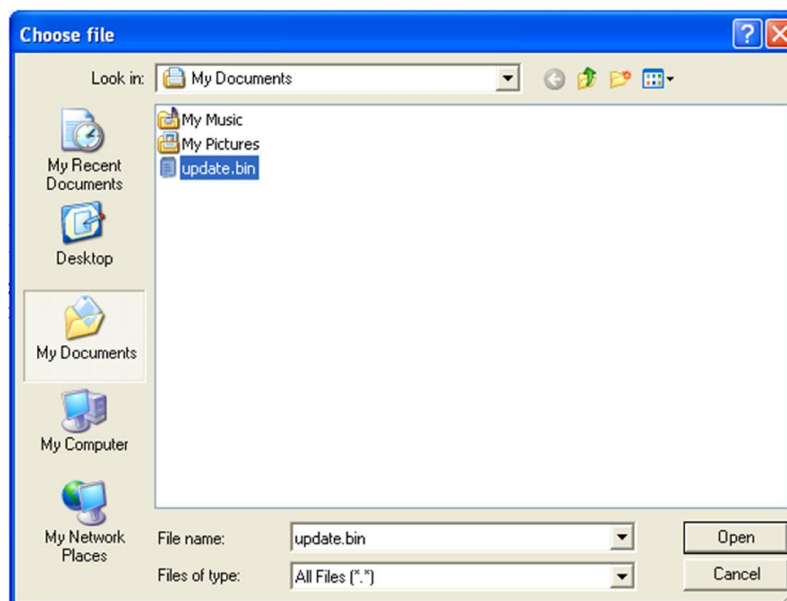 Choose file
Look in:
My Documents
My Recent
Documents
Desktop
My Documents
My Computer
My Network
Places
My Music
My Pictures
update.bin
File name:
update.bin
Open
Files of type:
All Files (*.*)
Cancel